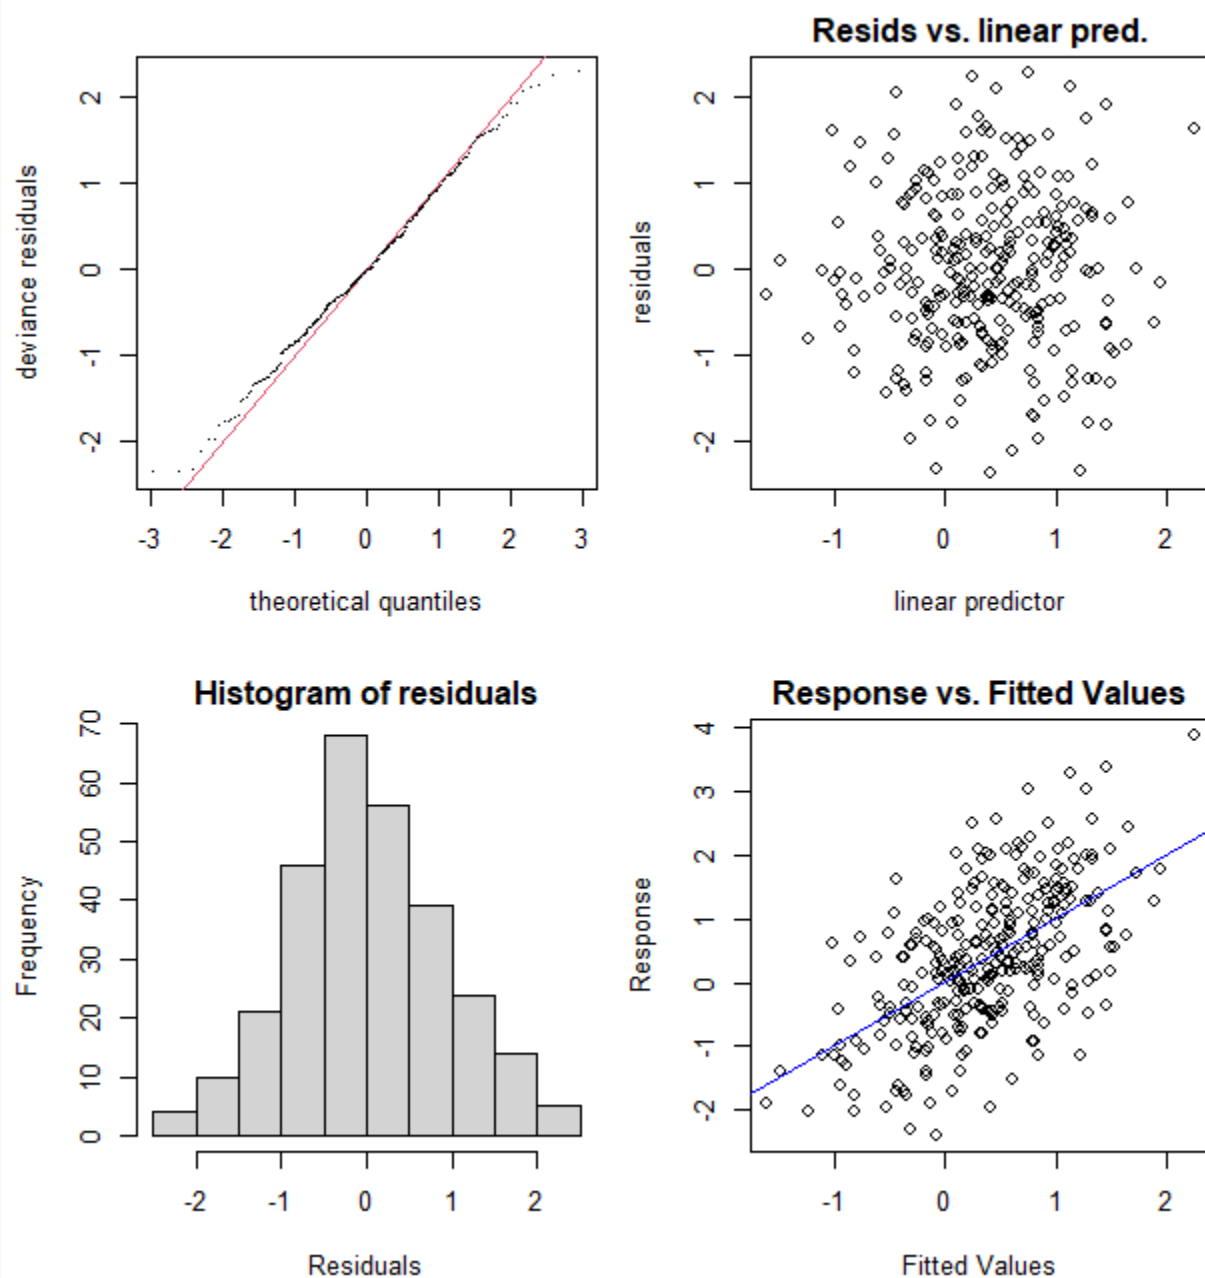 deviance residuals
2
1
0
-1
-2
-3 -2 -1 0 1 2 3
theoretical quantiles
Resids vs. linear pred.
residuals
2
1
0
-1
-2
-1 0 1 2
linear predictor
Histogram of residuals
Frequency
70
60
50
40
30
20
10
0
-2 -1 0 1 2
Residuals
Response vs. Fitted Values
Response
4
3
2
1
0
-1
-2
-1 0 1 2
Fitted Values